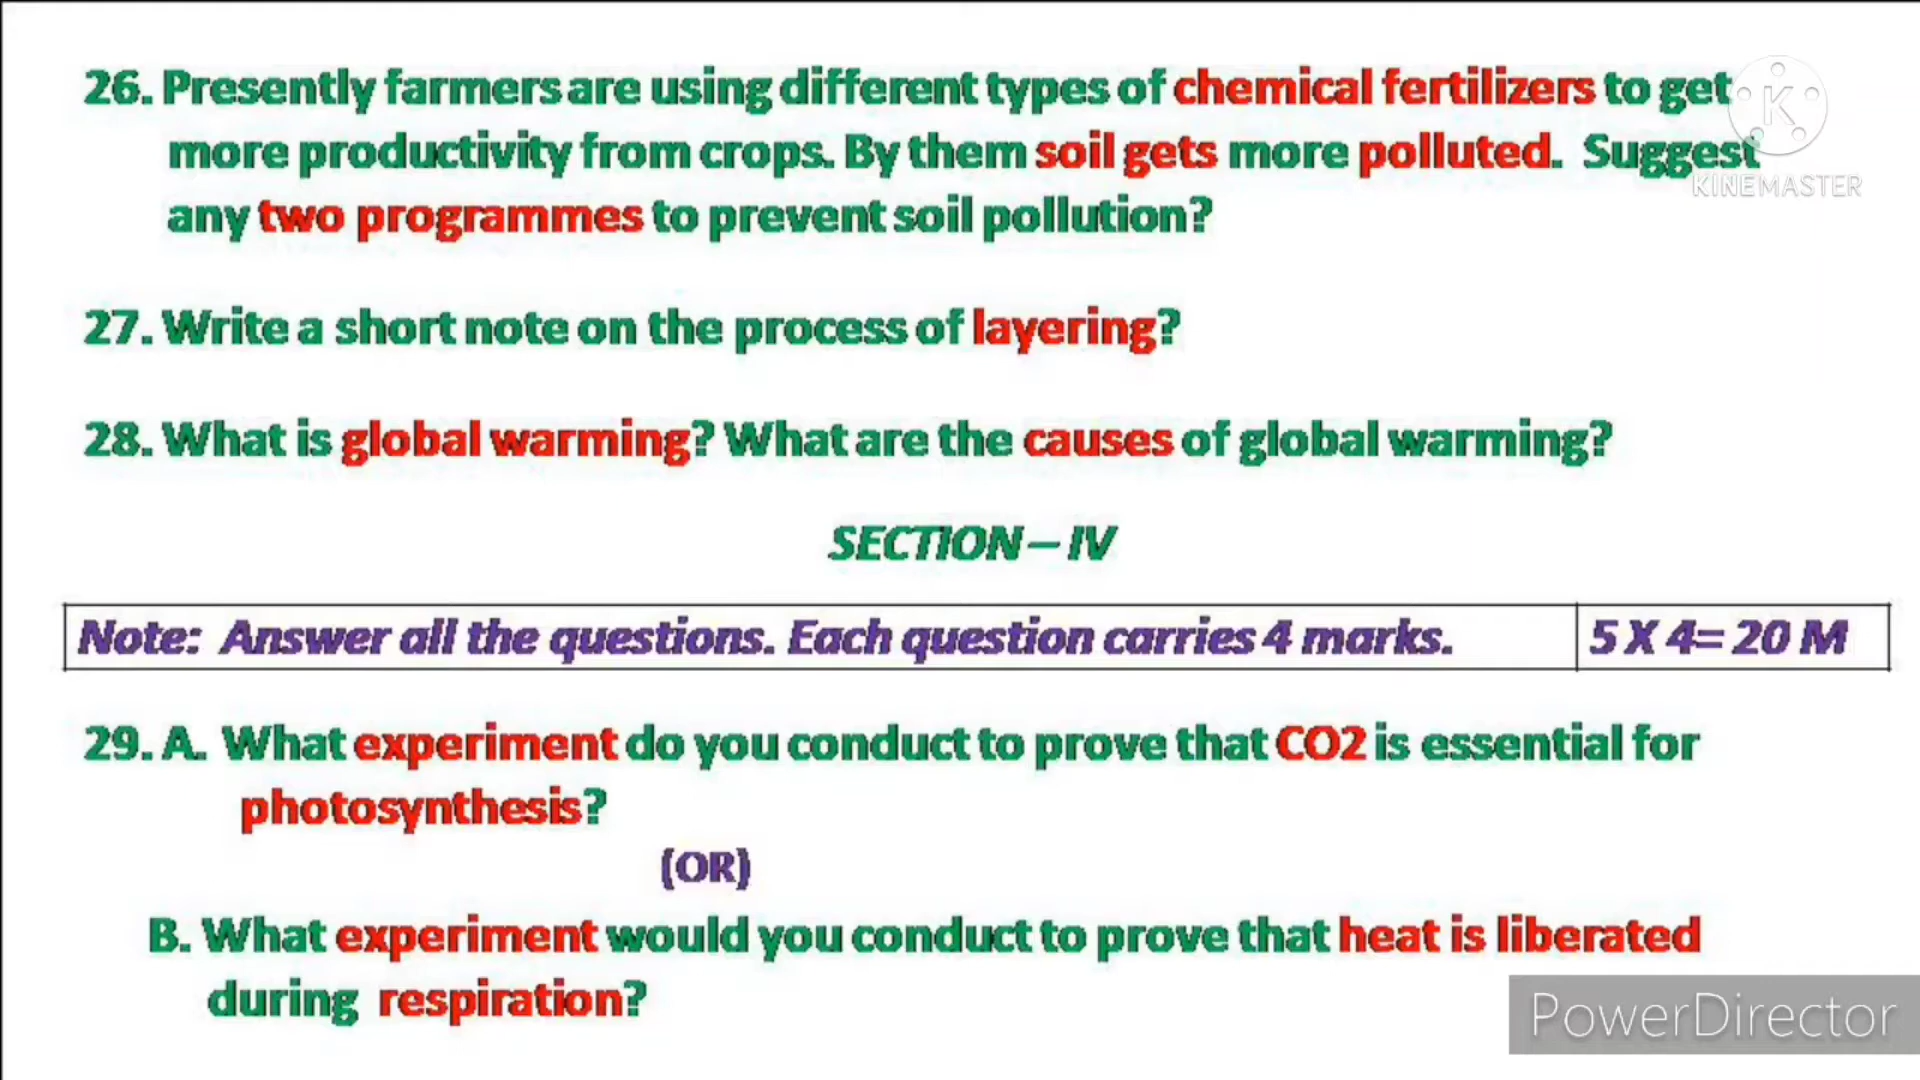 26. Presently farmers are using different types of chemical fertilizers to get
more productivity from crops. By them soil gets more polluted. Suggest
any two programmes to prevent soil pollution?
K
KINEMASTER
27. Write a short note on the process of layering?
28. What is global warming? What are the causes of global warming?
SECTION – IV
Note: Answer all the questions. Each question carries 4 marks. 5 X 4= 20 M
29. A. What experiment do you conduct to prove that CO2 is essential for
photosynthesis?
(OR)
B. What experiment would you conduct to prove that heat is liberated
during respiration?
PowerDirector